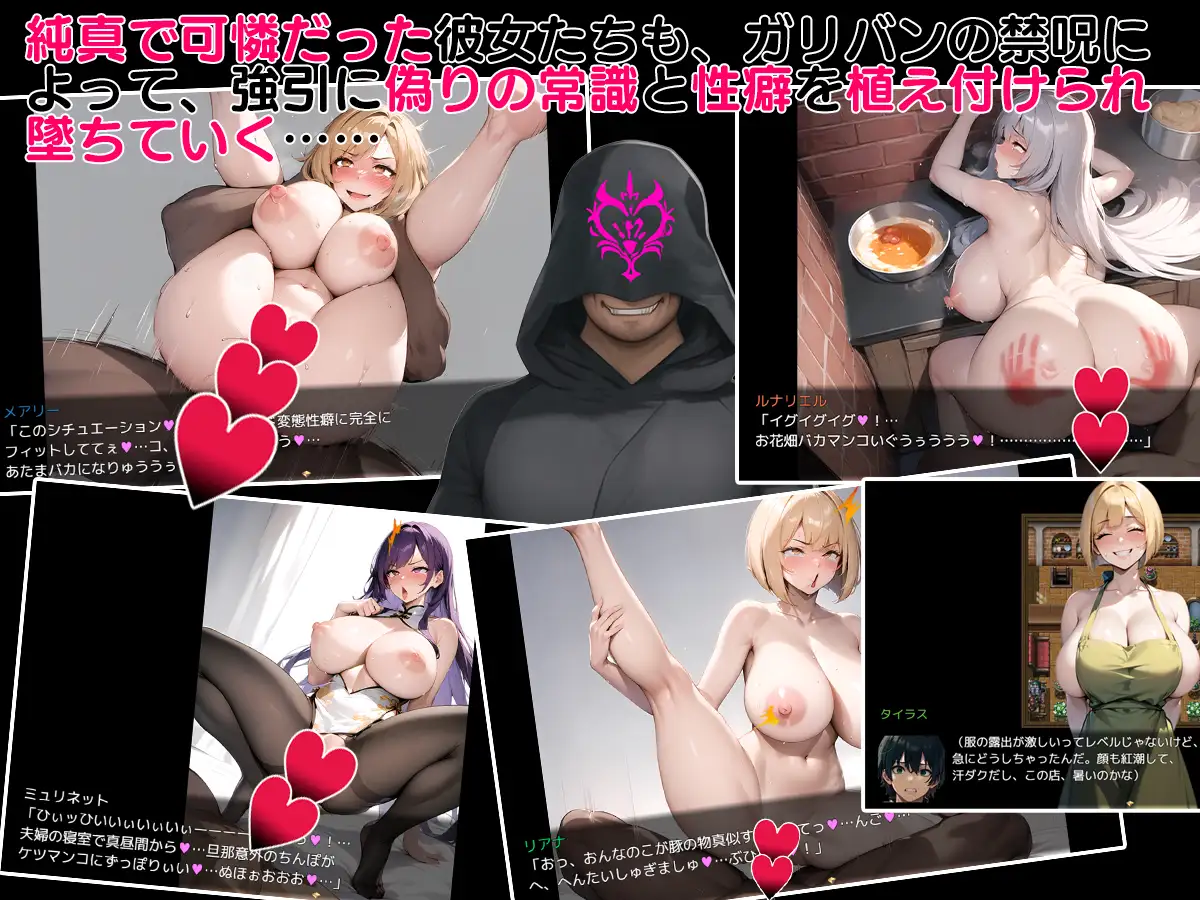 純真で可憐だった彼女たちも、ガリバンの禁呪に
よって、強引に偽りの常識と性癖を植え付けられ
墜ちていく……
メアリー
「このシチュエーション♥
変態性癖に完全に
フィットしててぇ♥…コ、
う♥…
あたまバカになりゅううぅ
ルナリエル
「イグイグイグ♥！…
お花畑バカマンコいぐうぅううう♥！…………………」
ミュリネット
「ひぃッひいいぃぃいぃーーーー
っ♥！…
夫婦の寝室で真昼間から♥…旦那意外のちんぽが
ケツマンコにずっぽりぃい♥…ぬほぉおおお♥…」
リアナ
「おっ、おんなのこが豚の物真似す
てっ♥…んご♥…
へ、へんたいしゅぎましゅ♥…ぶひ
！」
タイラス
（服の露出が激しいってレベルじゃないけど、
急にどうしちゃったんだ。顔も紅潮して、
汗ダクだし、この店、暑いのかな）